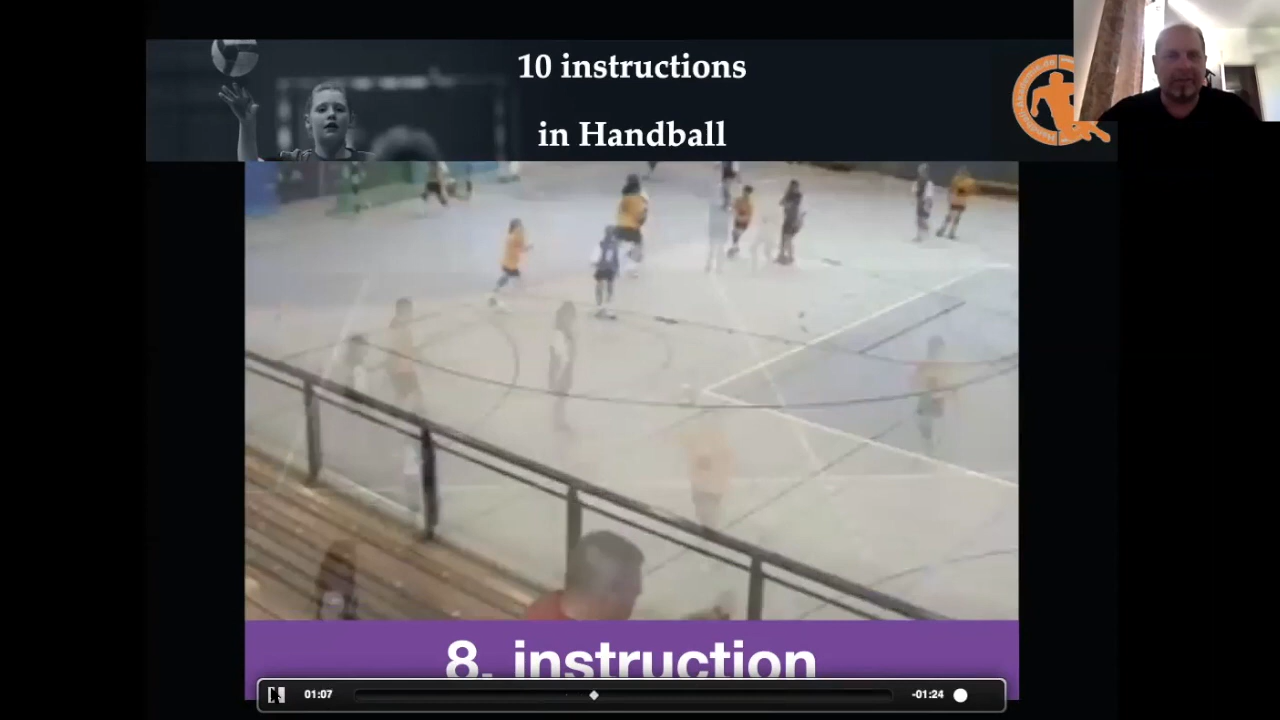 10 instructions
in Handball
8. instruction
01:07
-01:24